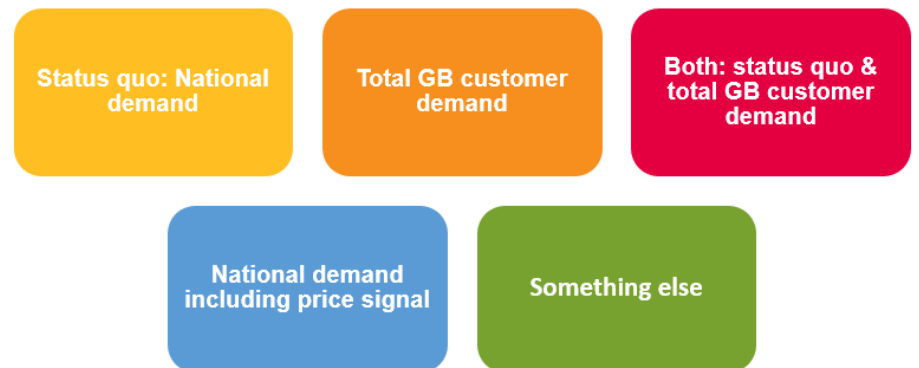 Status quo: National
demand
Total GB customer
demand
Both: status quo &
total GB customer
demand
National demand
including price signal
Something else